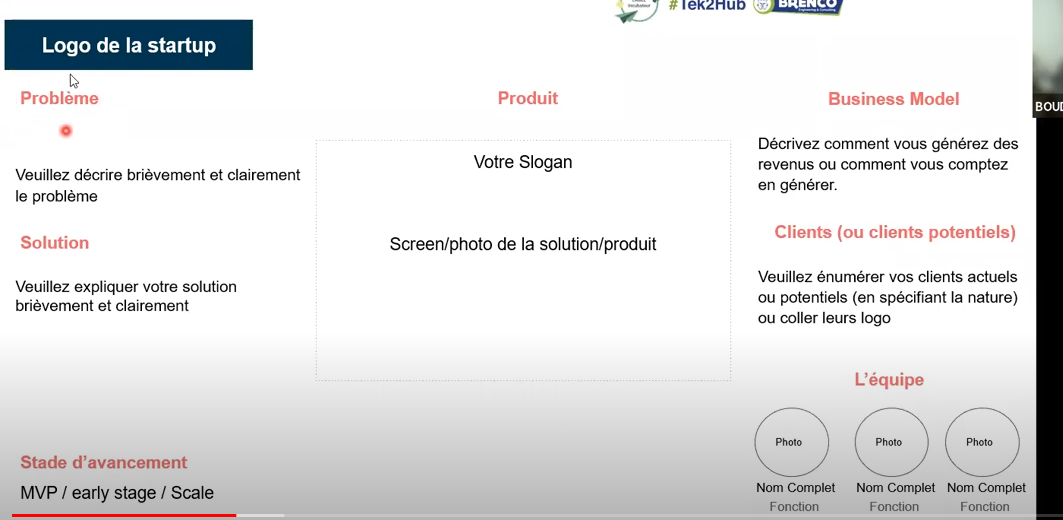 #Tek2Hub
BRENCO
Logo de la startup
Problème
Veuillez décrire brièvement et clairement
le problème
Solution
Veuillez expliquer votre solution
brièvement et clairement
Stade d'avancement
MVP / early stage / Scale
Produit
Votre Slogan
Screen/photo de la solution/produit
Business Model
Décrivez comment vous générez des
revenus ou comment vous comptez
en générer.
Clients (ou clients potentiels)
Veuillez énumérer vos clients actuels
ou potentiels (en spécifiant la nature)
ou coller leurs logo
L'équipe
Photo Photo Photo
Nom Complet Nom Complet Nom Complet
Fonction Fonction Fonction